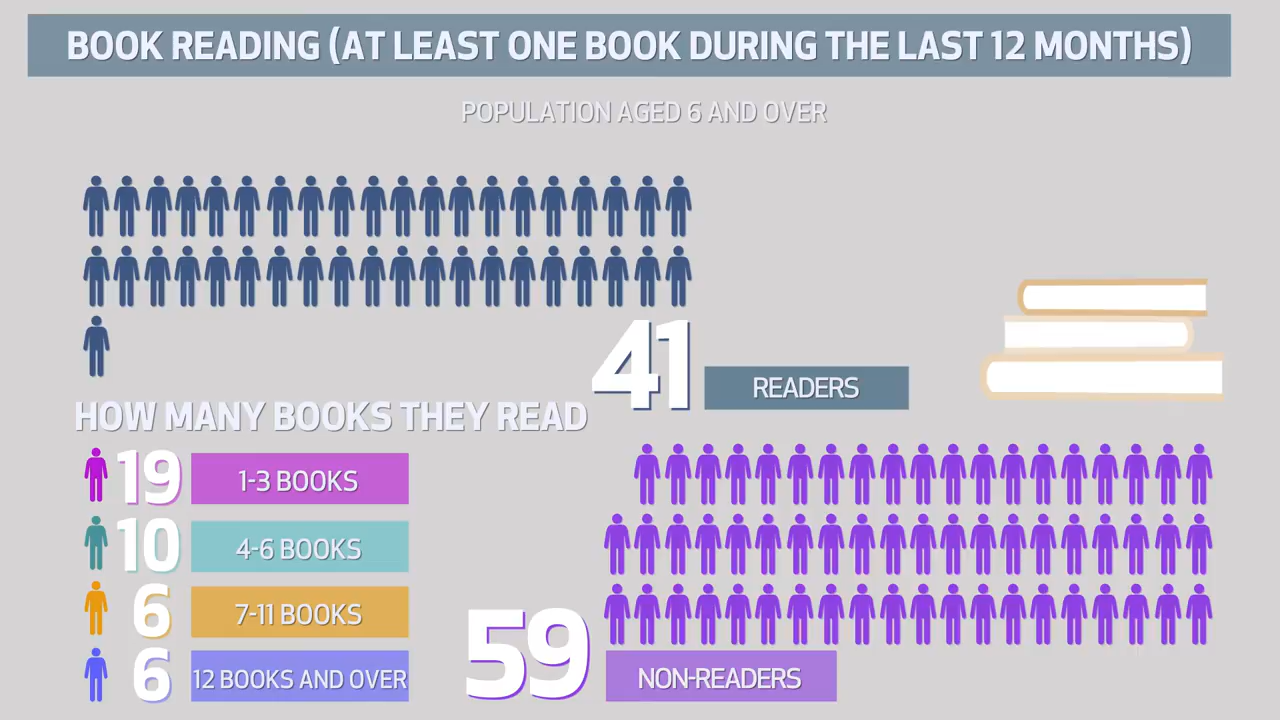 BOOK READING (AT LEAST ONE BOOK DURING THE LAST 12 MONTHS)
POPULATION AGED 6 AND OVER
41
READERS
HOW MANY BOOKS THEY READ
19 1-3 BOOKS
10 4-6 BOOKS
6 7-11 BOOKS
6 12 BOOKS AND OVER
59
NON-READERS